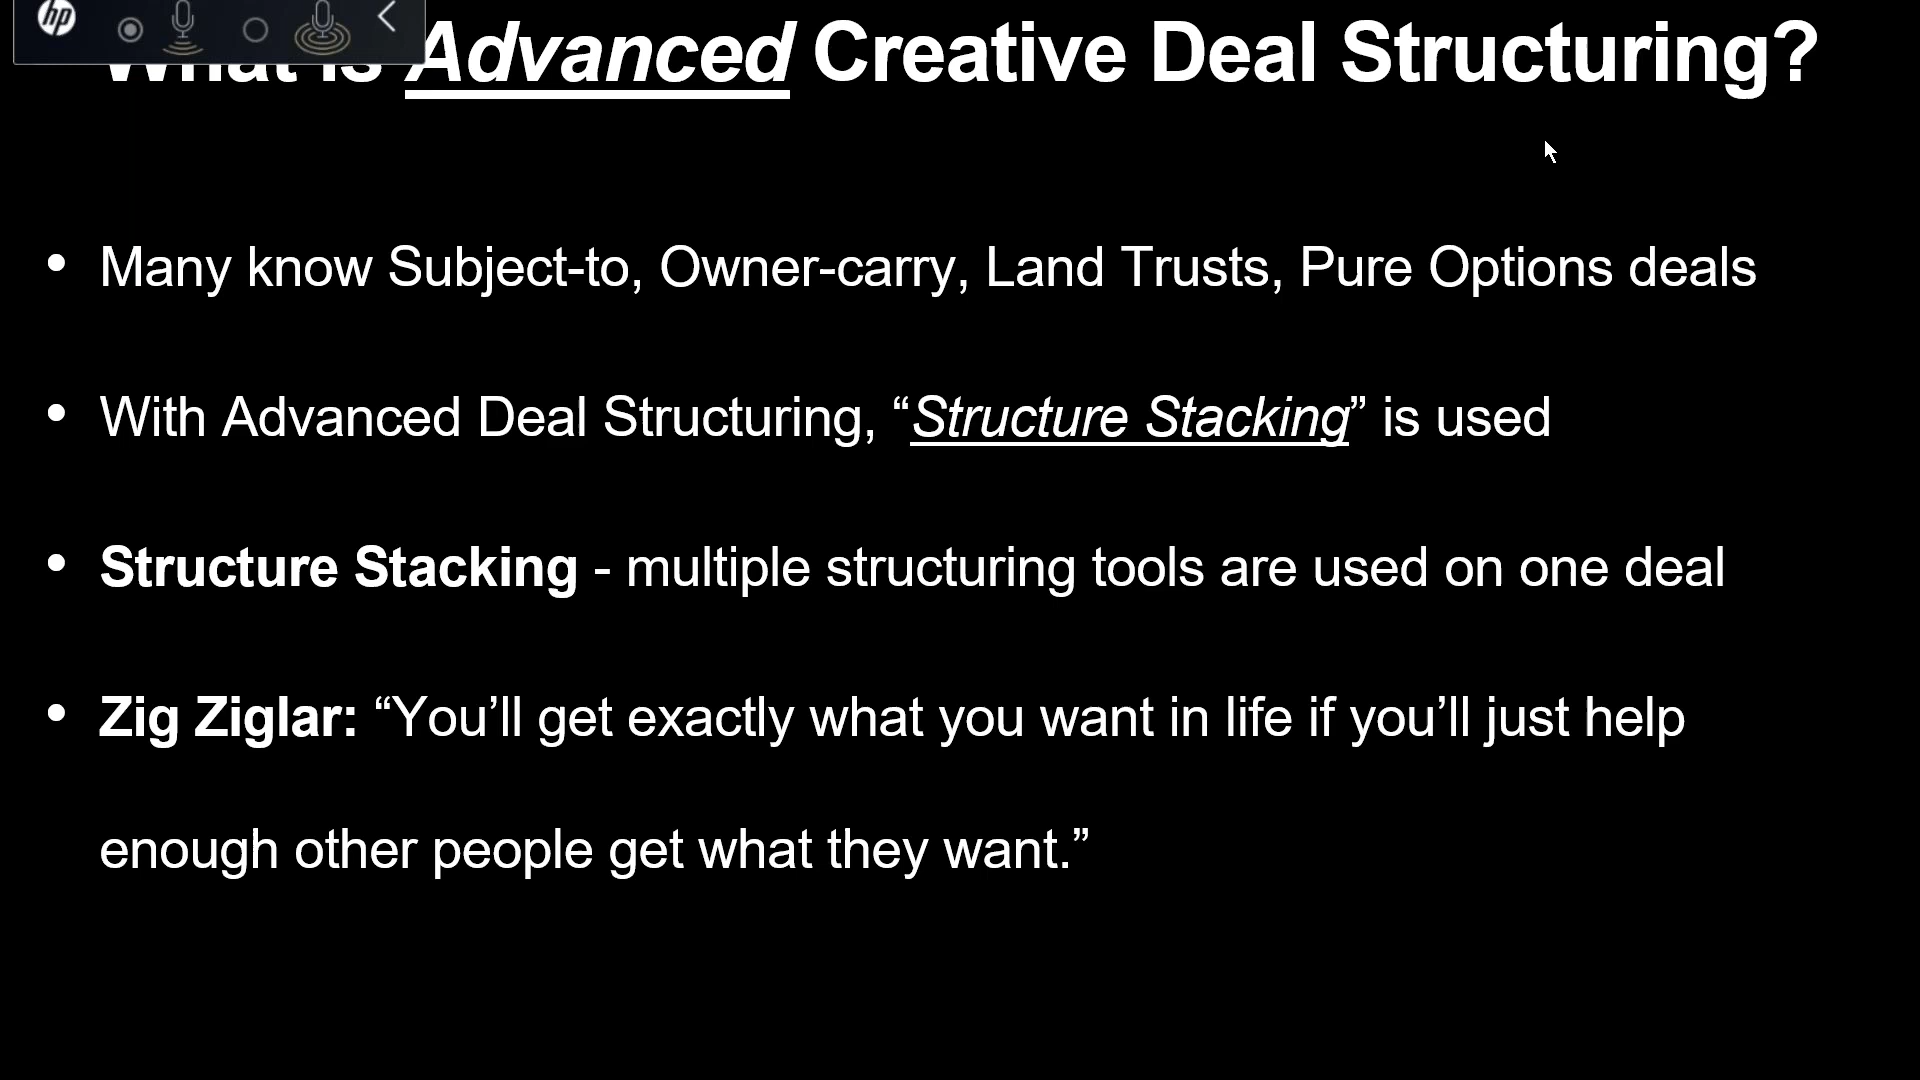 hp
What is Advanced Creative Deal Structuring?
• Many know Subject-to, Owner-carry, Land Trusts, Pure Options deals
• With Advanced Deal Structuring, “Structure Stacking” is used
• Structure Stacking - multiple structuring tools are used on one deal
• Zig Ziglar: “You’ll get exactly what you want in life if you’ll just help
enough other people get what they want.”